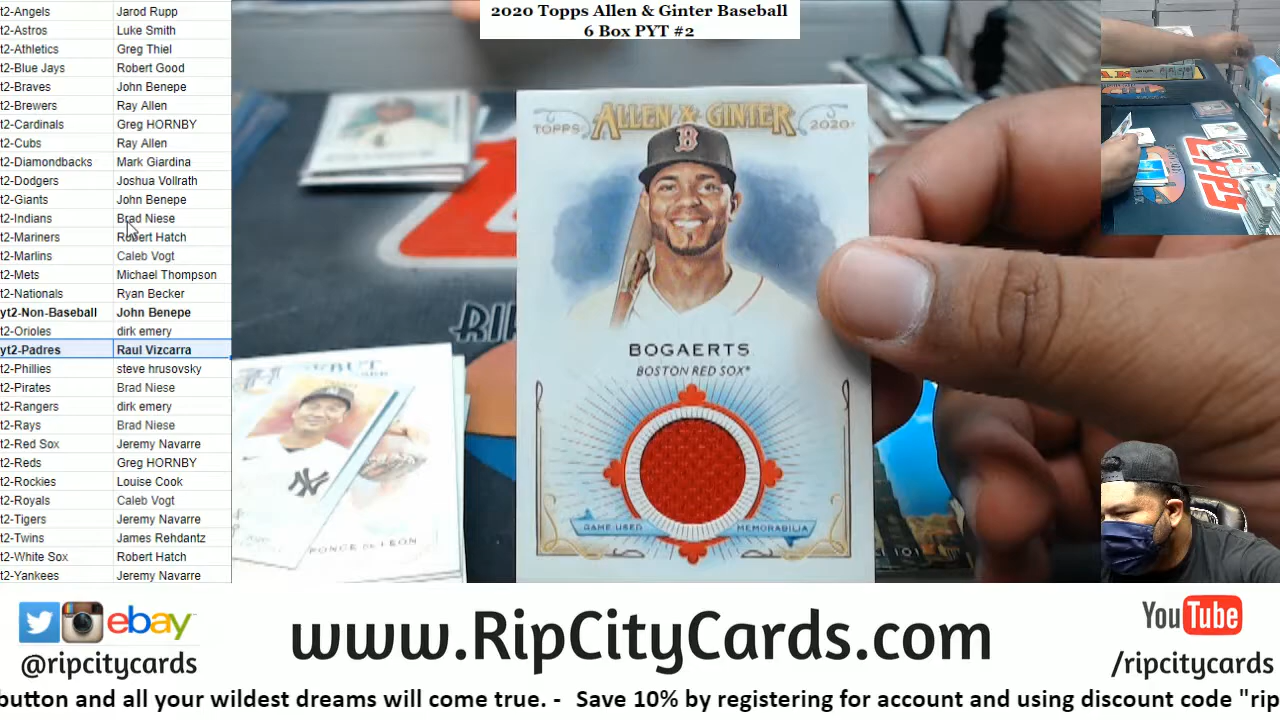 t2-Angels Jarod Rupp
t2-Astros Luke Smith
t2-Athletics Greg Thiel
t2-Blue Jays Robert Good
t2-Braves John Benepe
t2-Brewers Ray Allen
t2-Cardinals Greg HORNBY
t2-Cubs Ray Allen
t2-Diamondbacks Mark Giardina
t2-Dodgers Joshua Vollrath
t2-Giants John Benepe
t2-Indians Brad Niese
t2-Mariners Robert Hatch
t2-Marlins Caleb Vogt
t2-Mets Michael Thompson
t2-Nationals Ryan Becker
yt2-Non-Baseball John Benepe
t2-Orioles dirk emery
yt2-Padres Raul Vizcarra
t2-Phillies steve hrusovsky
t2-Pirates Brad Niese
t2-Rangers dirk emery
t2-Rays Brad Niese
t2-Red Sox Jeremy Navarre
t2-Reds Greg HORNBY
t2-Rockies Louise Cook
t2-Royals Caleb Vogt
t2-Tigers Jeremy Navarre
t2-Twins James Rehdantz
t2-White Sox Robert Hatch
t2-Yankees Jeremy Navarre
2020 Topps Allen & Ginter Baseball
6 Box PYT #2
TOPPS ALLEN & GINTER 2020
B
BOGAERTS
BOSTON RED SOX
GAME USED MEMORABILIA
RIP
PONCE DE LEON
ebay
@ripcitycards
www.RipCityCards.com
YouTube
/ripcitycards
button and all your wildest dreams will come true. - Save 10% by registering for account and using discount code "rip